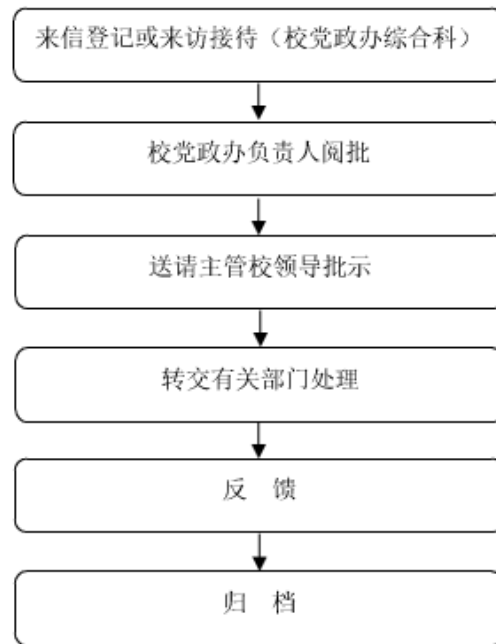 来信登记或来访接待（校党政办综合科）
校党政办负责人阅批
送请主管校领导批示
转交有关部门处理
反　馈
归　档